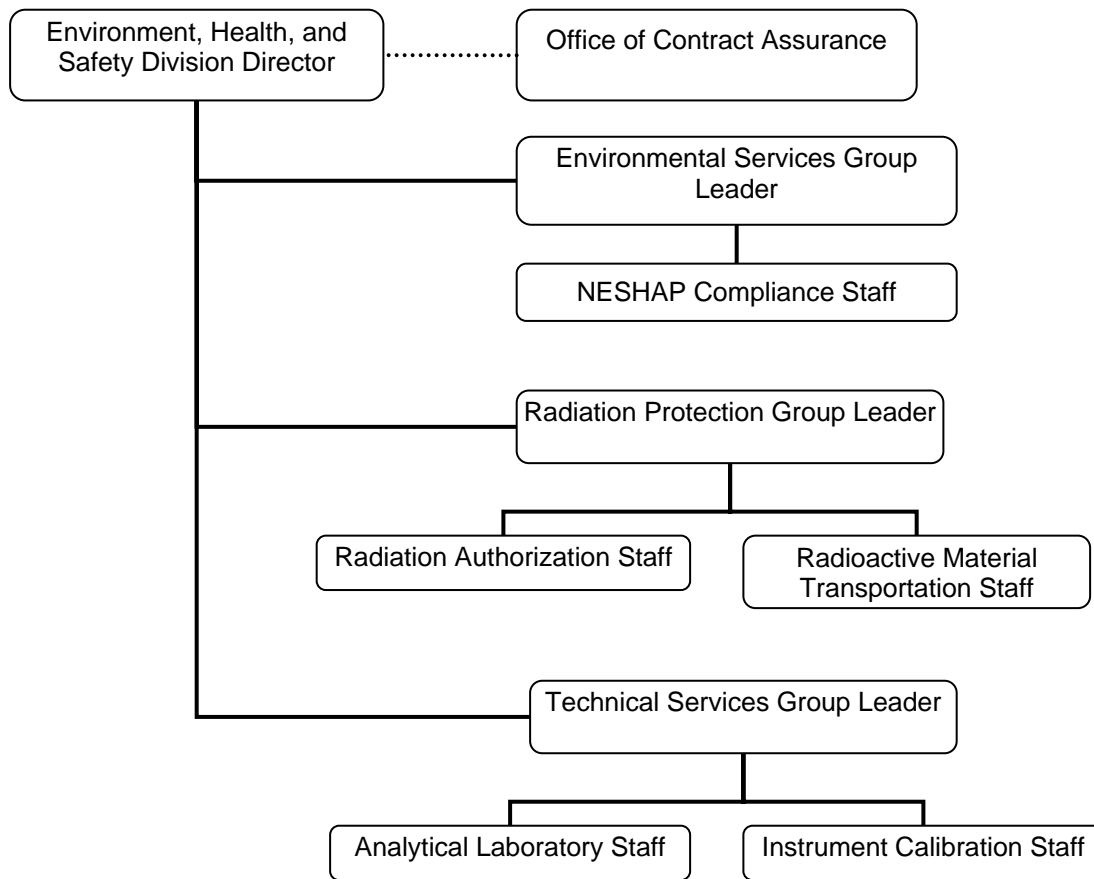 Environment, Health, and
Safety Division Director
Office of Contract Assurance
Environmental Services Group
Leader
NESHAP Compliance Staff
Radiation Protection Group Leader
Radiation Authorization Staff
Radioactive Material
Transportation Staff
Technical Services Group Leader
Analytical Laboratory Staff
Instrument Calibration Staff